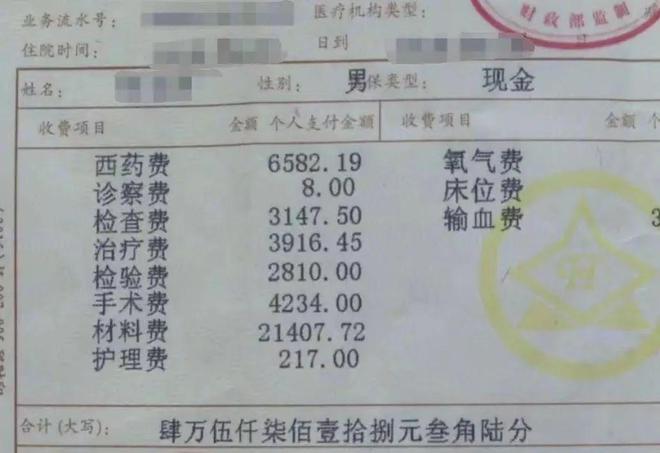 业务流水号: 医疗机构类型:
财政部监制
住院时间: 日到 日
姓名: 性别: 男 保类型: 现金
收费项目 金额 个人支付金额 收费项目 金额 个
西药费 6582.19 氧气费
诊察费 8.00 床位费
检查费 3147.50 输血费 3
治疗费 3916.45
检验费 2810.00
手术费 4234.00
材料费 21407.72
护理费 217.00
合计(大写): 肆万伍仟柒佰壹拾捌元叁角陆分